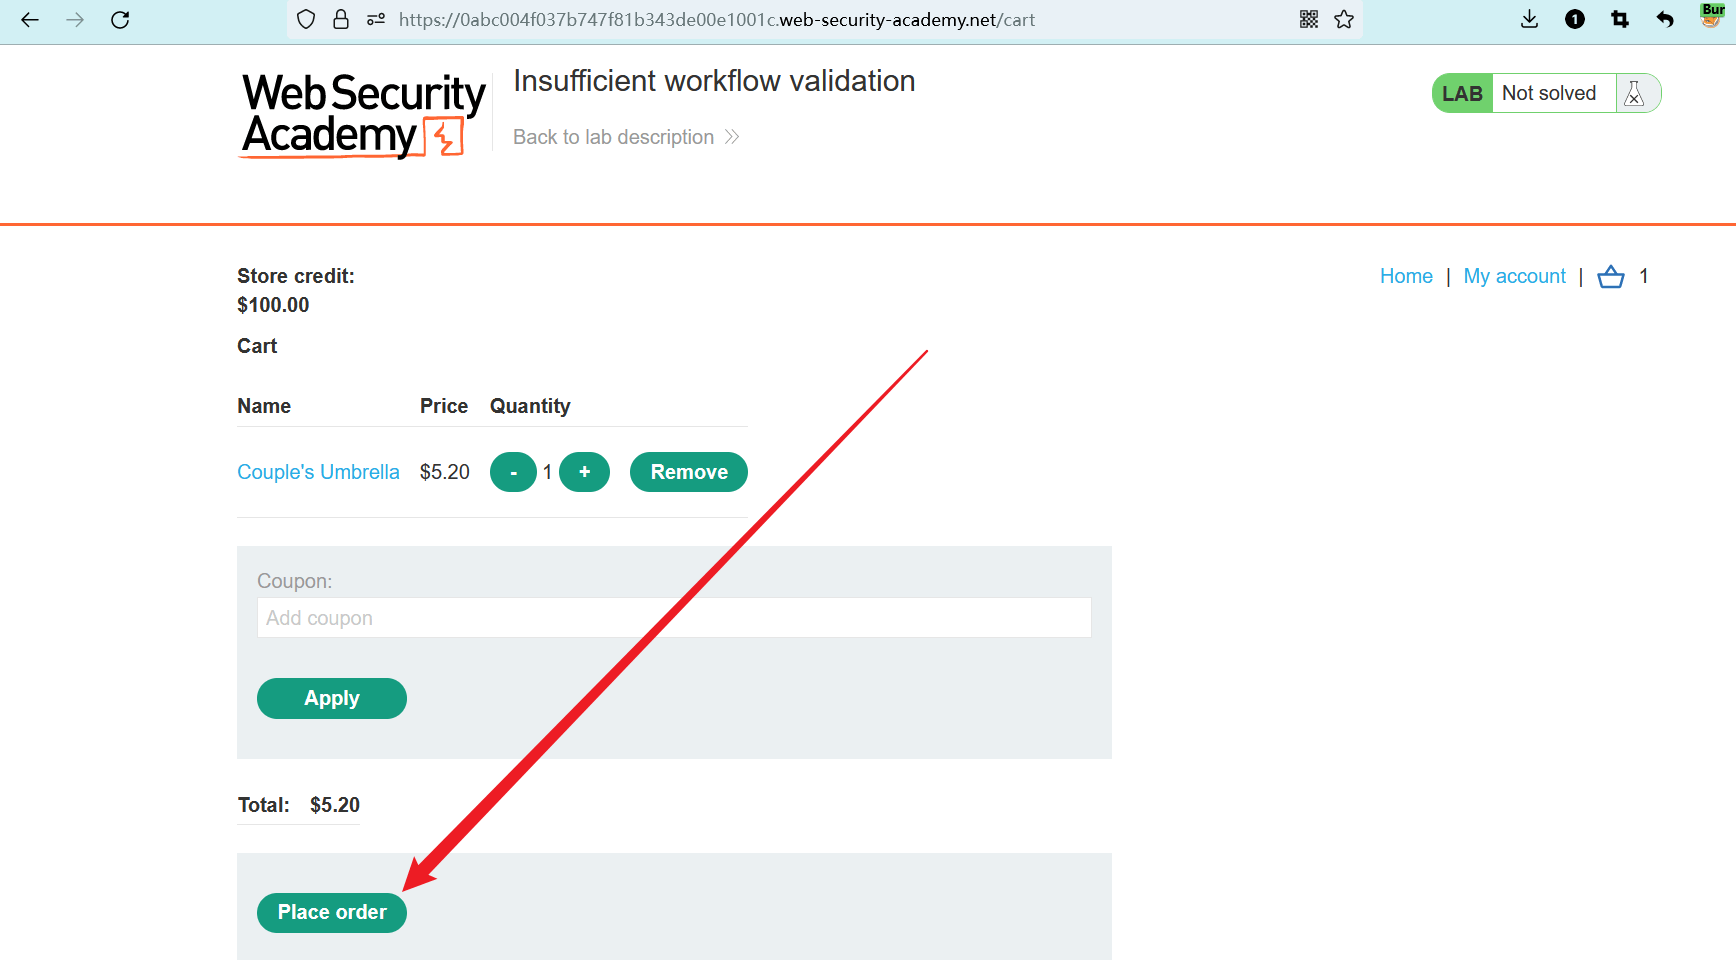 https://0abc004f037b747f81b343de00e1001c.web-security-academy.net/cart
1
Bur
Web Security
Academy
Insufficient workflow validation
Back to lab description
LAB Not solved
Store credit:
$100.00
Home | My account | 1
Cart
Name Price Quantity
Couple's Umbrella $5.20 - 1 + Remove
Coupon:
Add coupon
Apply
Total: $5.20
Place order